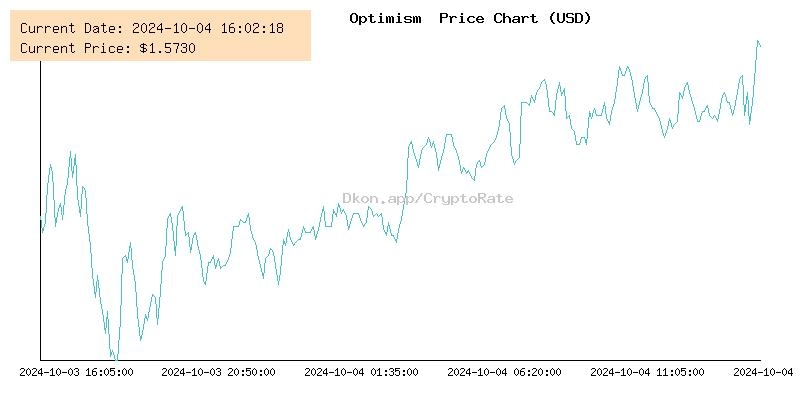 Optimism  Price Chart (USD)
Current Date: 2024-10-04 16:02:18
Current Price: $1.5730
Dkon.app/CryptoRate
2024-10-03 16:05:00 2024-10-03 20:50:00 2024-10-04 01:35:00 2024-10-04 06:20:00 2024-10-04 11:05:00 2024-10-04